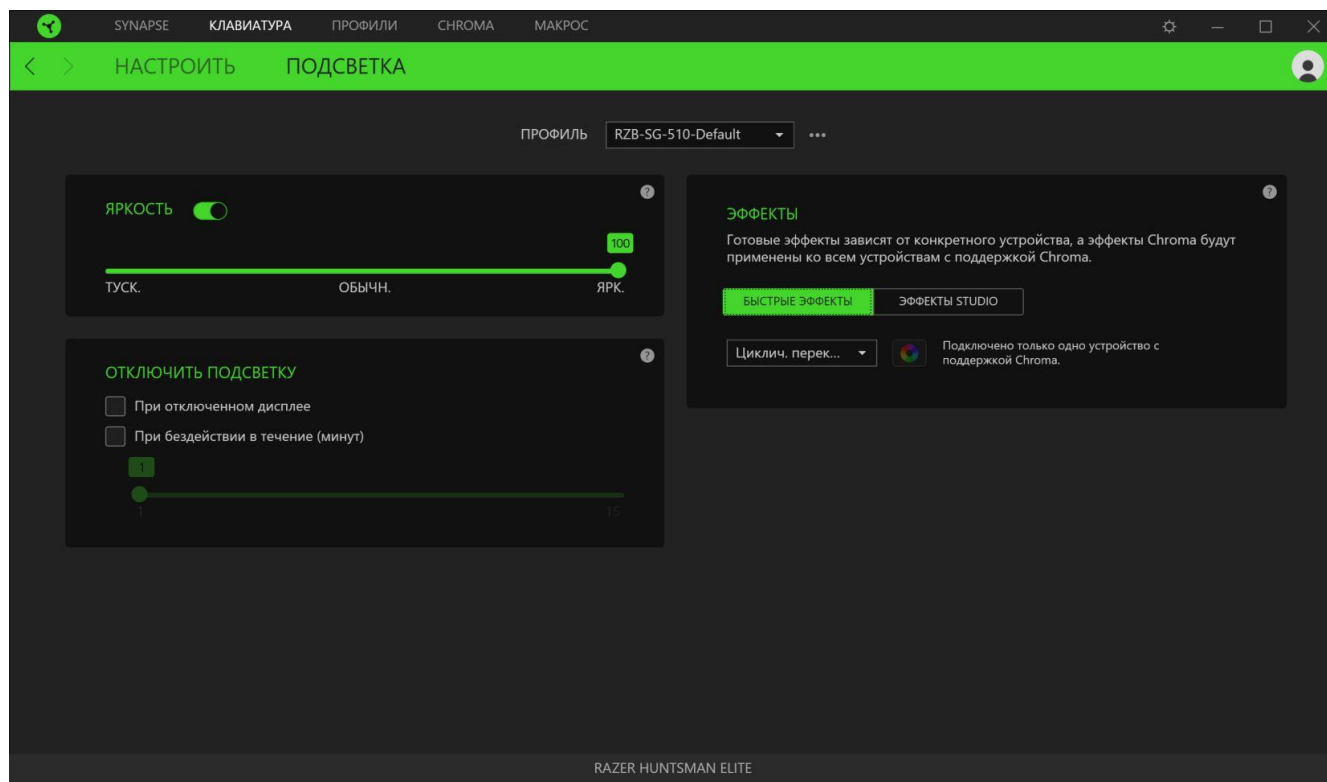 SYNAPSE КЛАВИАТУРА ПРОФИЛИ CHROMA МАКРОС
НАСТРОИТЬ ПОДСВЕТКА
ПРОФИЛЬ RZB-SG-510-Default
ЯРКОСТЬ
100
ТУСК. ОБЫЧН. ЯРК.
ОТКЛЮЧИТЬ ПОДСВЕТКУ
При отключенном дисплее
При бездействии в течение (минут)
1
1 15
ЭФФЕКТЫ
Готовые эффекты зависят от конкретного устройства, а эффекты Chroma будут
применены ко всем устройствам с поддержкой Chroma.
БЫСТРЫЕ ЭФФЕКТЫ ЭФФЕКТЫ STUDIO
Циклич. перек...
Подключено только одно устройство с
поддержкой Chroma.
RAZER HUNTSMAN ELITE